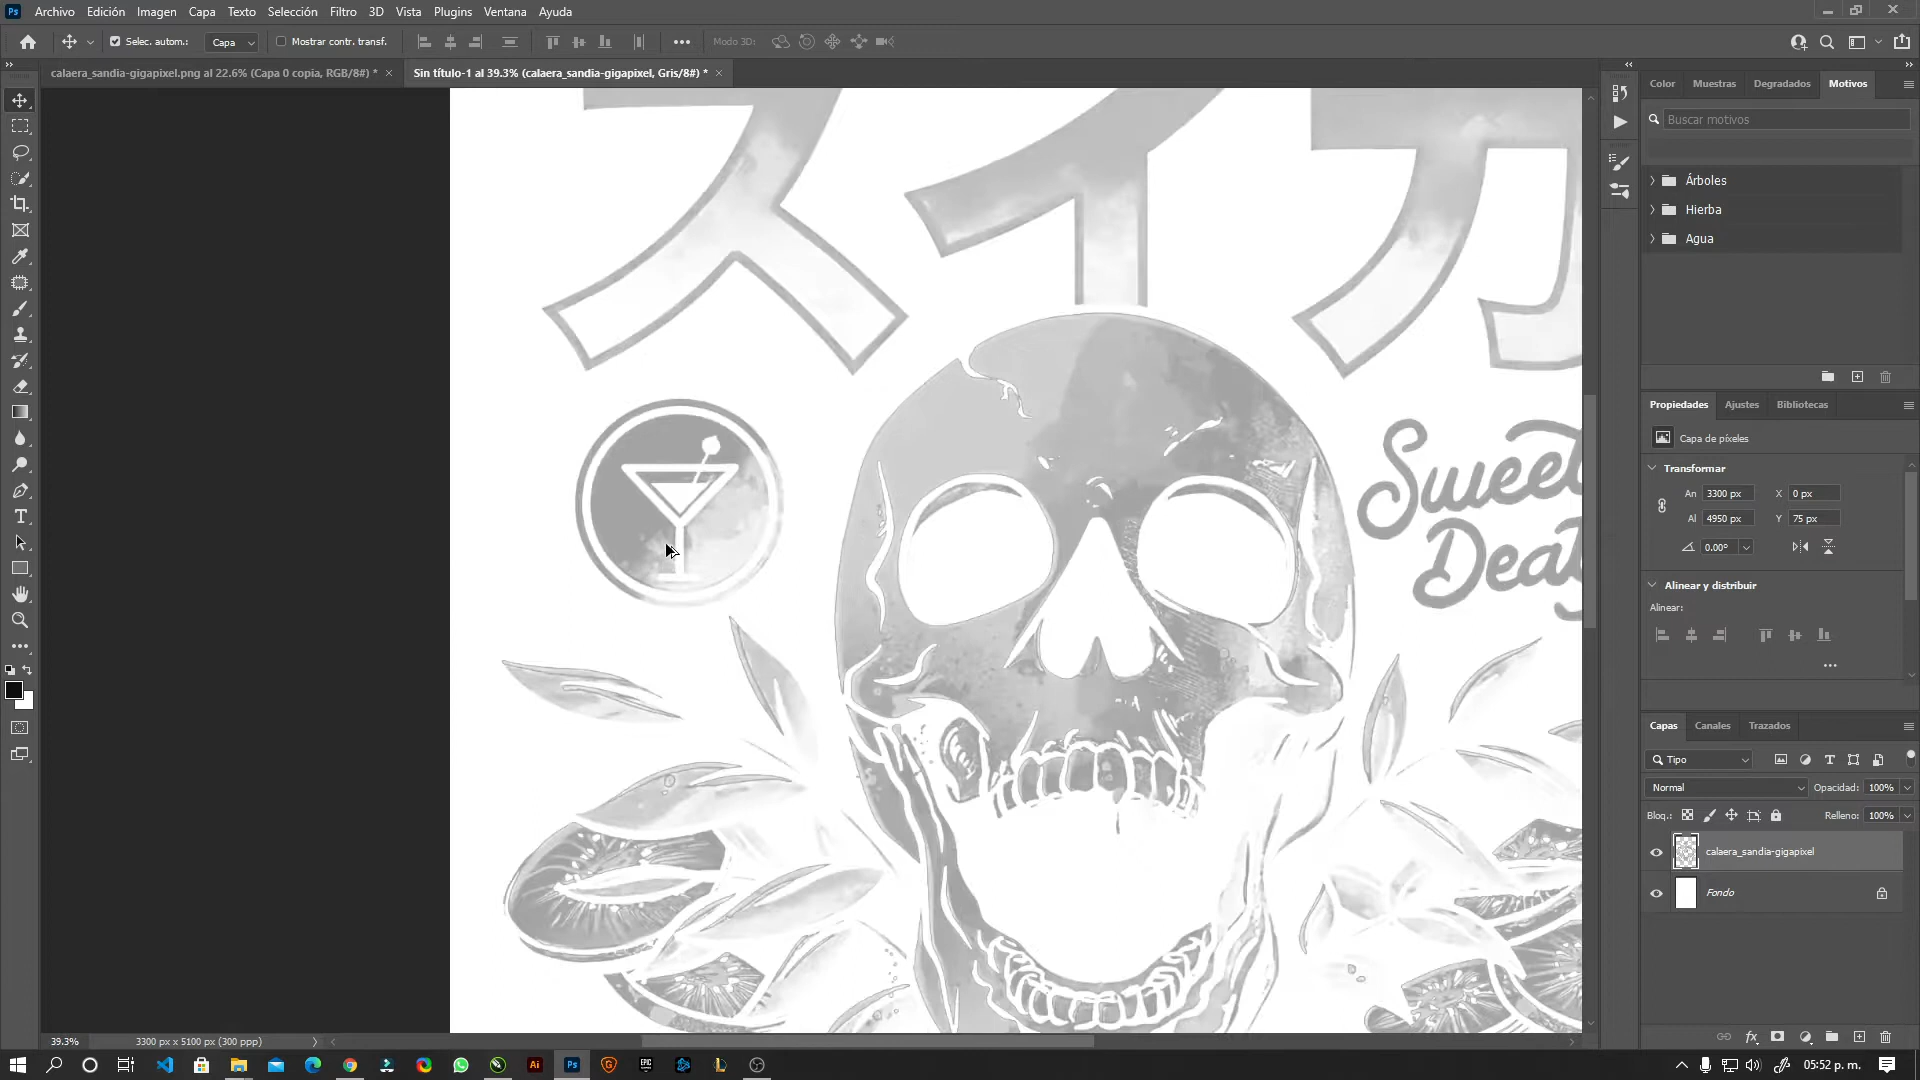 Archivo Edición Imagen Capa Texto Selección Filtro 3D Vista Plugins Ventana Ayuda
Selec. autom.: Capa Mostrar contr. transf. Modo 3D:
calaera_sandia-gigapixel.png al 22.6% (Capa 0 copia, RGB/8#) * Sin título-1 al 39.3% (calaera_sandia-gigapixel, Gris/8#) *
Color Muestras Degradados Motivos
Buscar motivos
Árboles
Hierba
Agua
スイカ
Sweet
Propiedades Ajustes Bibliotecas
Capa de píxeles
Transformar
An 3300 px X 0 px
Al 4950 px Y 75 px
0.00°
Alinear y distribuir
Alinear:
Capas Canales Trazados
Tipo
Normal Opacidad: 100%
Bloq.: Relleno: 100%
calaera_sandia-gigapixel
Fondo
39.3% 3300 px x 5100 px (300 ppp)
05:52 p. m.